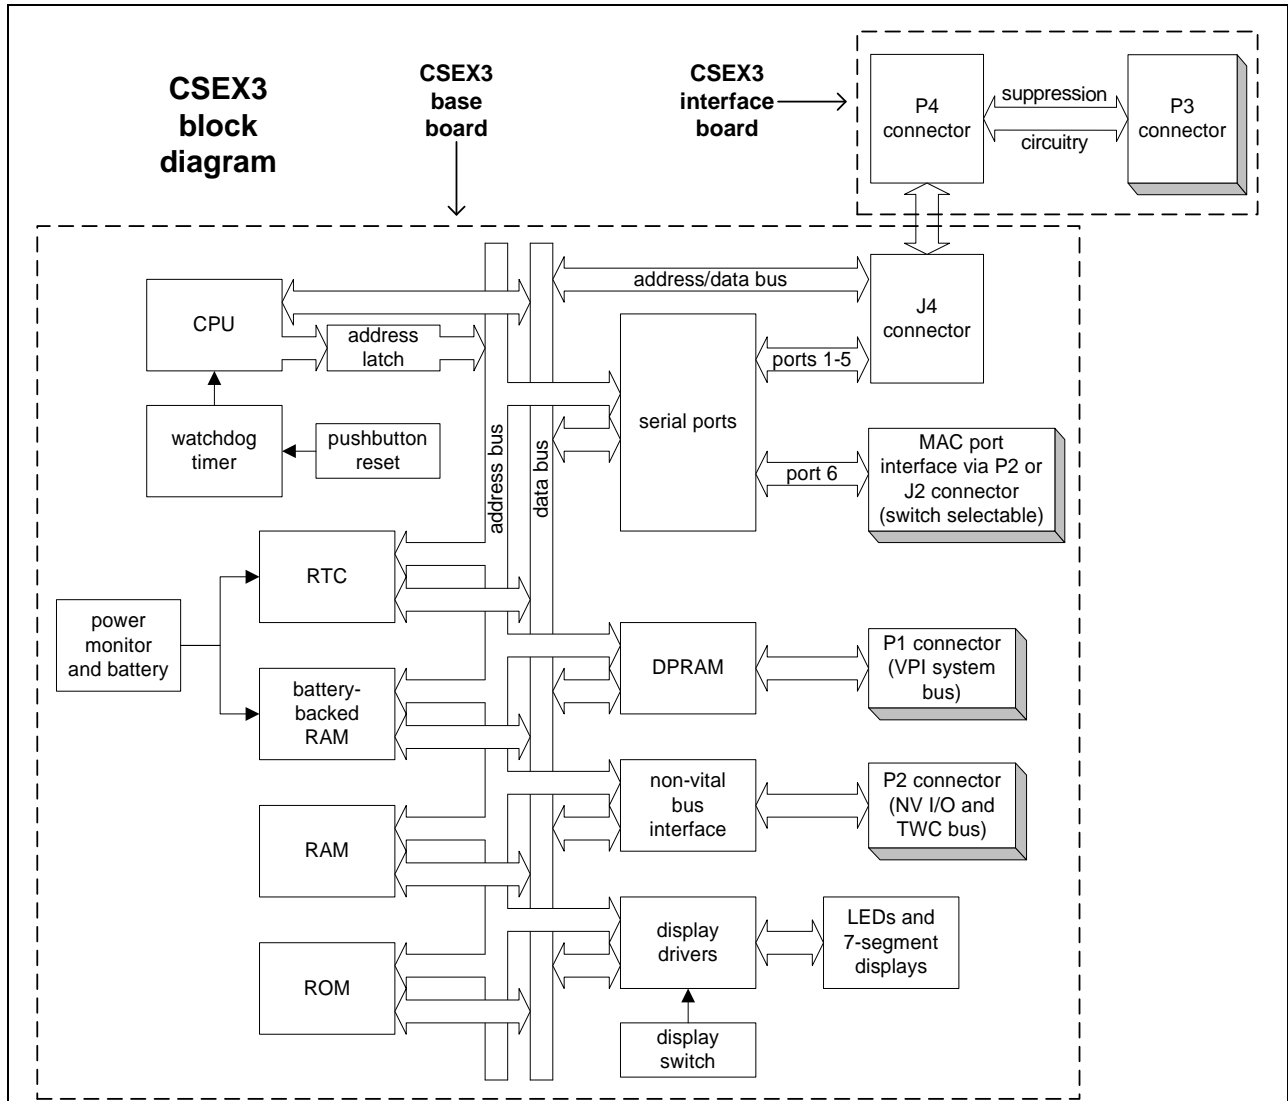 CSEX3
block
diagram
CSEX3
base
board
CSEX3
interface
board
P4
connector
suppression
circuitry
P3
connector
CPU
address
latch
address/data bus
J4
connector
ports 1-5
serial ports
watchdog
timer
pushbutton
reset
address bus
data bus
port 6
MAC port
interface via P2 or
J2 connector
(switch selectable)
RTC
power
monitor
and battery
battery-
backed
RAM
DPRAM
P1 connector
(VPI system
bus)
non-vital
bus
interface
P2 connector
(NV I/O and
TWC bus)
RAM
display
drivers
LEDs and
7-segment
displays
ROM
display
switch